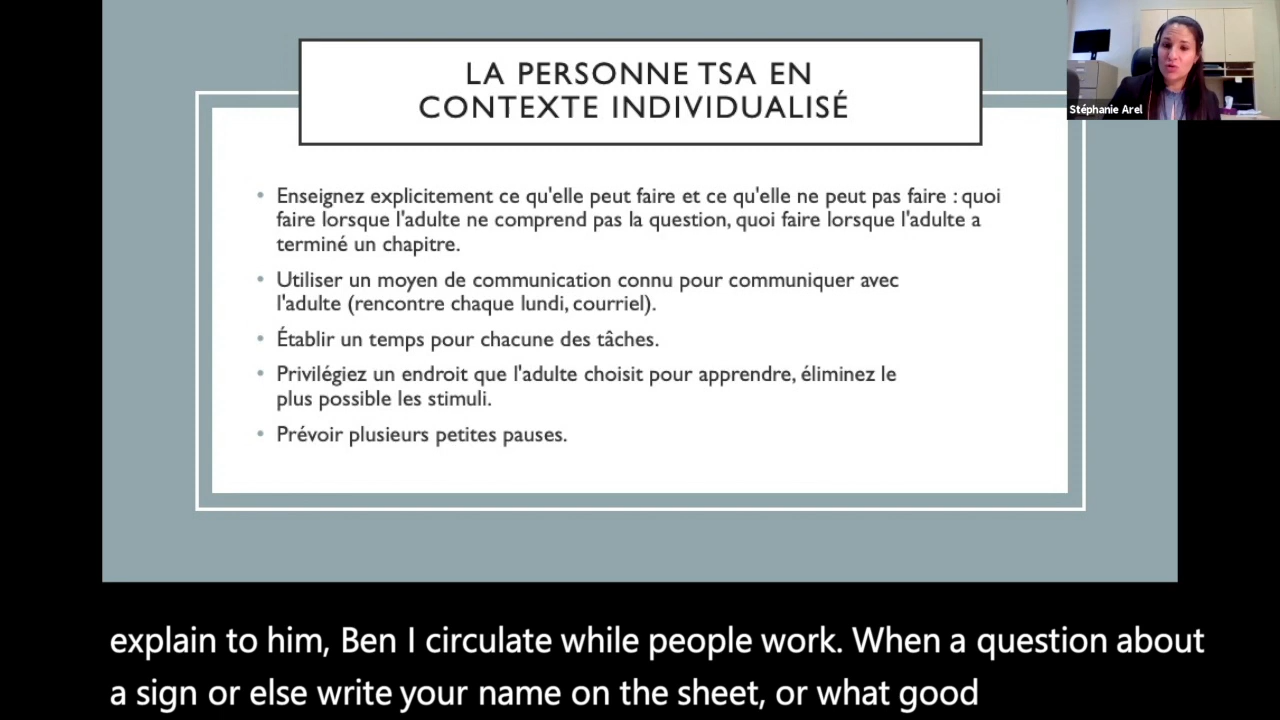 LA PERSONNE TSA EN
CONTEXTE INDIVIDUALISÉ
Stéphanie Arel
• Enseignez explicitement ce qu'elle peut faire et ce qu'elle ne peut pas faire : quoi
faire lorsque l'adulte ne comprend pas la question, quoi faire lorsque l'adulte a
terminé un chapitre.
• Utiliser un moyen de communication connu pour communiquer avec
l'adulte (rencontre chaque lundi, courriel).
• Établir un temps pour chacune des tâches.
• Privilégiez un endroit que l'adulte choisit pour apprendre, éliminez le
plus possible les stimuli.
• Prévoir plusieurs petites pauses.
explain to him, Ben I circulate while people work. When a question about
a sign or else write your name on the sheet, or what good